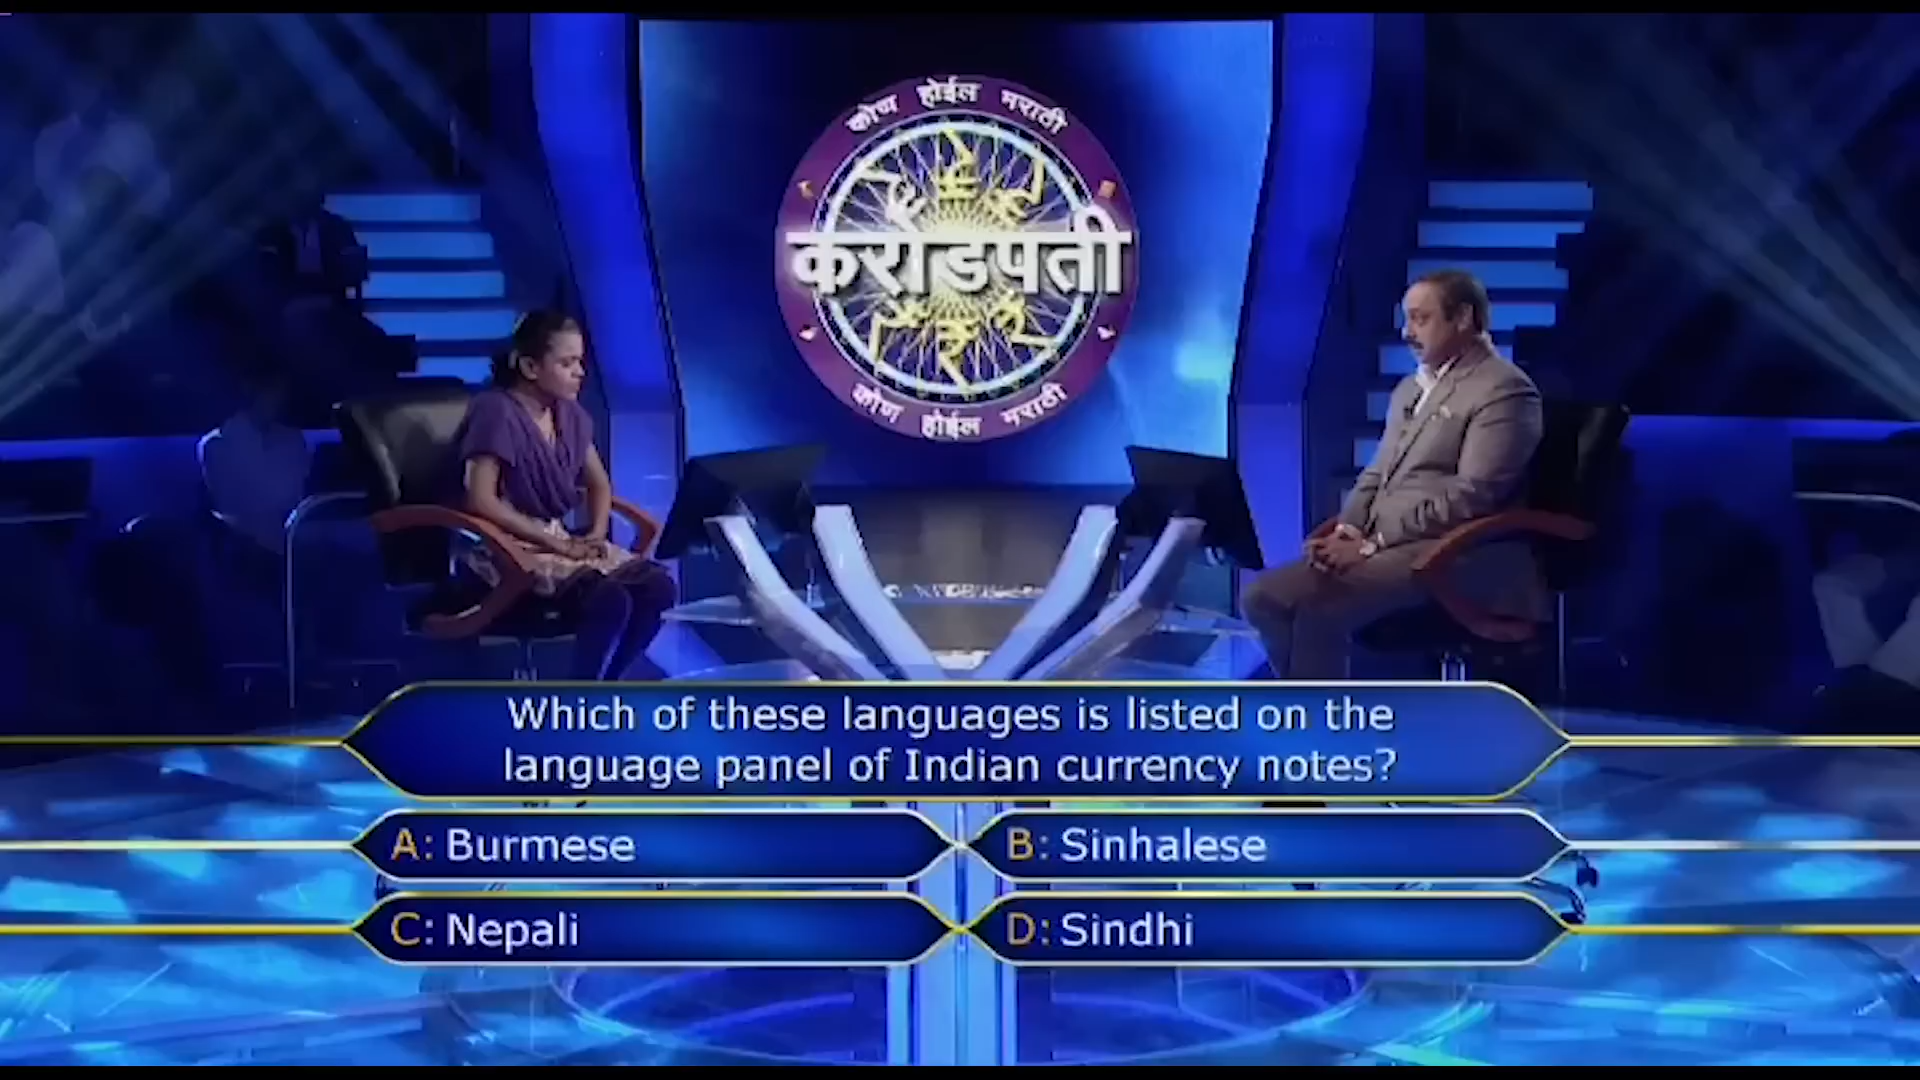 कोण होईल मराठी
करोडपती
कोण होईल मराठी
Which of these languages is listed on the
language panel of Indian currency notes?
A: Burmese
B: Sinhalese
C: Nepali
D: Sindhi